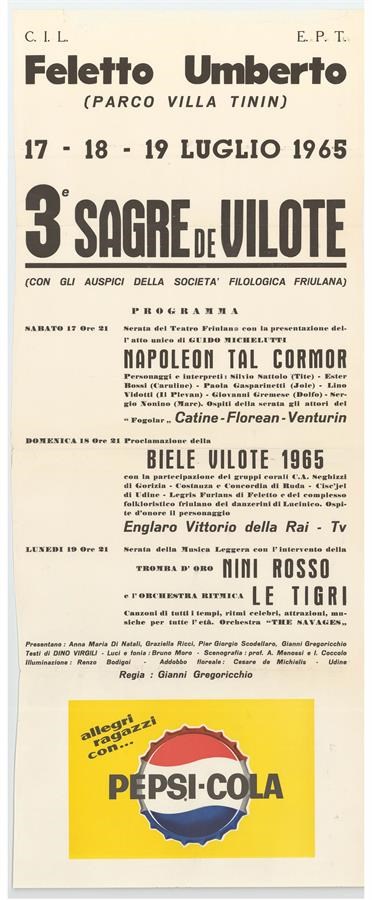 C. I. L. E. P. T.
Feletto Umberto
(PARCO VILLA TININ)
17 - 18 - 19 LUGLIO 1965
3e SAGRE DE VILOTE
(CON GLI AUSPICI DELLA SOCIETA' FILOLOGICA FRIULANA)
PROGRAMMA
SABATO 17 Ore 21 Serata del Teatro Friulano con la presentazione del-
l'atto unico di GUIDO MICHELUTTI
NAPOLEON TAL CORMOR
Personaggi e interpreti: Silvio Sattolo (Tite) - Ester
Bossi (Caruline) - Paola Gasparinetti (Jole) - Lino
Vidotti (Il Plevan) - Giovanni Gremese (Dolfo) - Ser-
gio Nonino (Marc). Ospiti della serata gli attori del
"Fogolar„ Catine-Florean-Venturin
DOMENICA 18 Ore 21 Proclamazione della
BIELE VILOTE 1965
con la partecipazione dei gruppi corali C.A. Seghizzi
di Gorizia - Costanza e Concordia di Ruda - Cisc'jel
di Udine - Legris Furlans di Feletto e del complesso
folkloristico friulano dei danzerini di Lucinico. Ospi-
te d'onore il personaggio
Englaro Vittorio della Rai - Tv
LUNEDI 19 Ore 21 Serata della Musica Leggera con l'intervento della
TROMBA D'ORO NINI ROSSO
e l'ORCHESTRA RITMICA LE TIGRI
Canzoni di tutti i tempi, ritmi celebri, attrazioni, mu-
siche per tutte l'età. Orchestra "THE SAVAGES„
Presentano: Anna Maria Di Natali, Graziella Ricci, Pier Giorgio Scodellaro, Gianni Gregoricchio
Testi di DINO VIRGILI - Luci e fonia: Bruno Moro - Scenografia: prof. A. Menossi e I. Coccolo
Illuminazione: Renzo Bodigoi - Addobbo floreale: Cesare de Michielis - Udine
Regia: Gianni Gregoricchio
allegri
ragazzi
con...
PEPSI-COLA